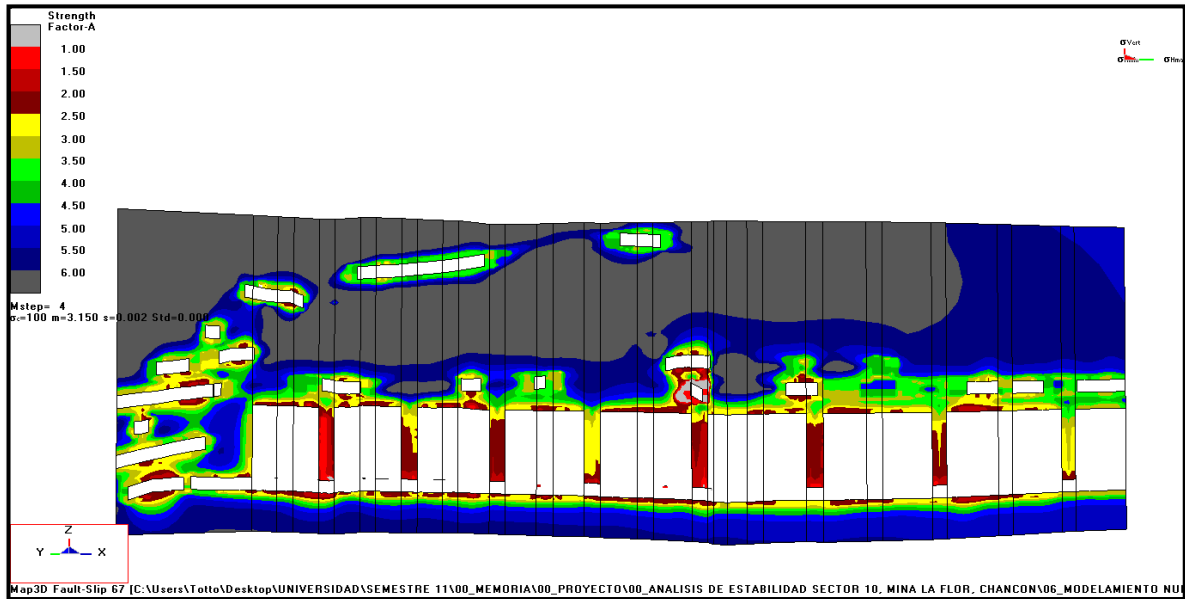 Strength
Factor-A
1.00
1.50
2.00
2.50
3.00
3.50
4.00
4.50
5.00
5.50
6.00
σVert
Mstep= 4
σc=100 m=3.150 s=0.002 Std=0.000
Z
Y X
Map3D Fault-Slip 67 [C:\Users\Totto\Desktop\UNIVERSIDAD\SEMESTRE 11\00_MEMORIA\00_PROYECTO\00_ANALISIS DE ESTABILIDAD SECTOR 10, MINA LA FLOR, CHANCON\06_MODELAMIENTO